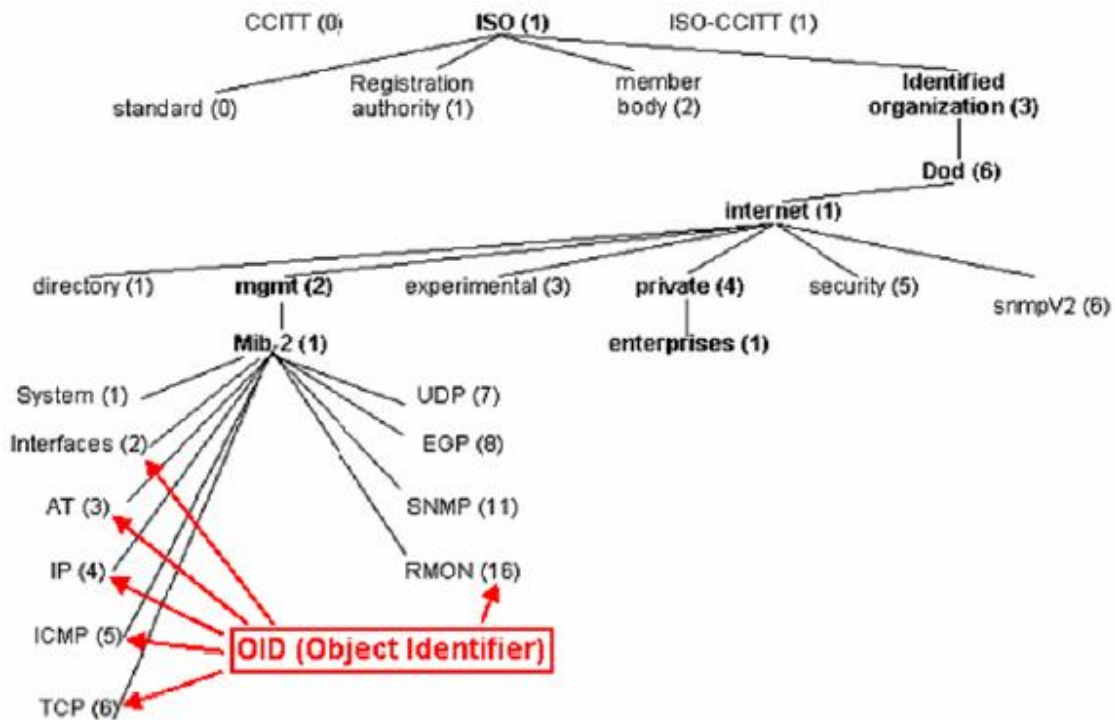 CCITT (0) ISO (1) ISO-CCITT (1)
standard (0)
Registration
authority (1)
member
body (2)
Identified
organization (3)
Dod (6)
internet (1)
directory (1) mgmt (2) experimental (3) private (4) security (5) snmpV2 (6)
Mib 2 (1) enterprises (1)
System (1) UDP (7)
Interfaces (2) EGP (8)
AT (3) SNMP (11)
IP (4) RMON (16)
ICMP (5)
OID (Object Identifier)
TCP (6)